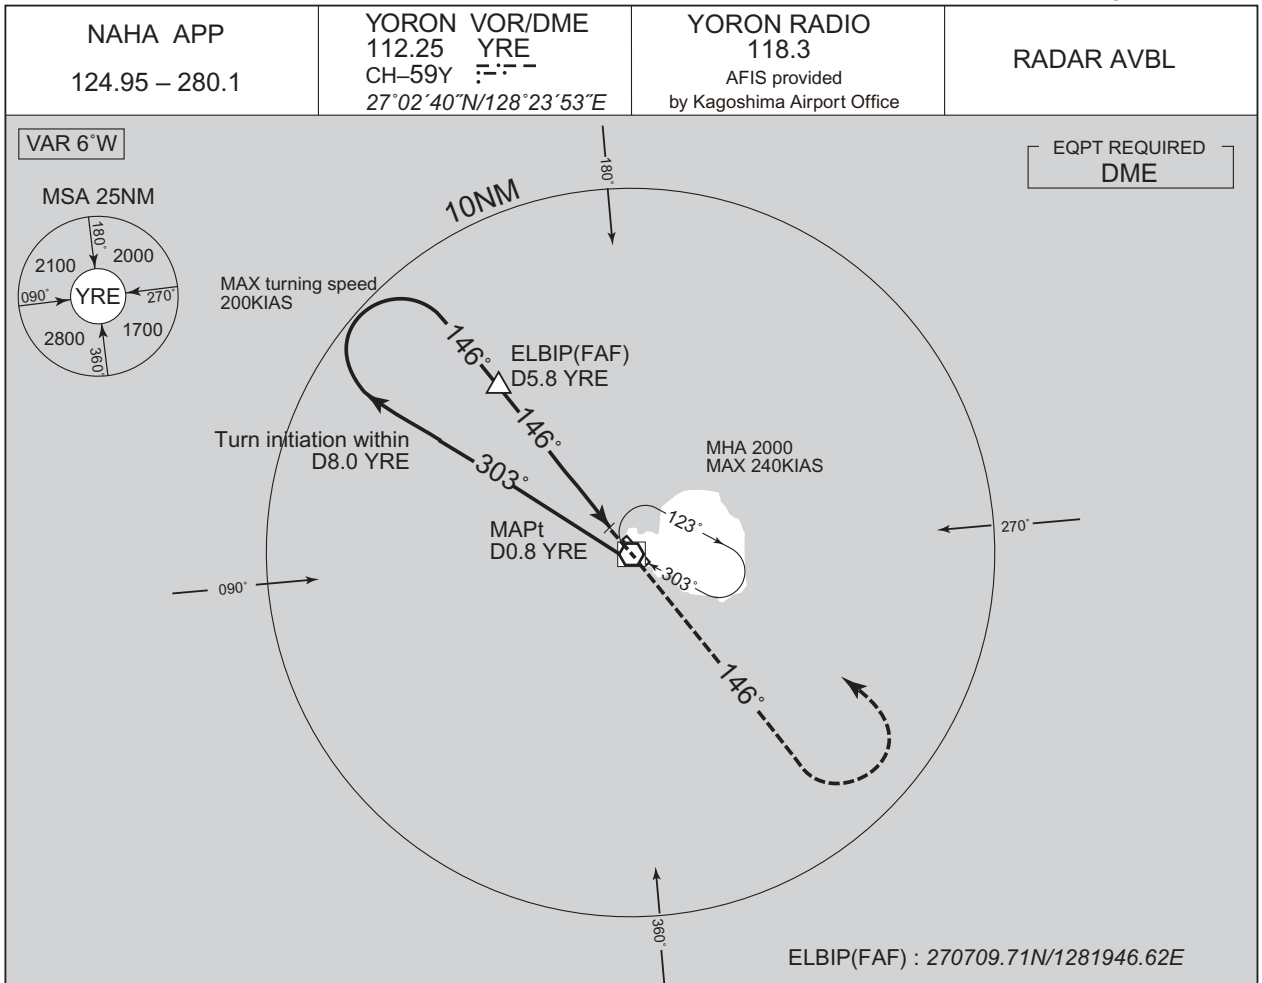 NAHA APP
124.95 – 280.1
YORON VOR/DME
112.25 YRE
CH–59Y
27°02´40˝N/128°23´53˝E
YORON RADIO
118.3
AFIS provided
by Kagoshima Airport Office
RADAR AVBL
VAR 6°W
EQPT REQUIRED
DME
MSA 25NM
180°
2100
2000
090°
YRE
270°
2800
1700
360°
10NM
180°
MAX turning speed
200KIAS
146°
ELBIP(FAF)
D5.8 YRE
146°
Turn initiation within
D8.0 YRE
303°
MHA 2000
MAX 240KIAS
MAPt
D0.8 YRE
123°
303°
270°
090°
146°
360°
ELBIP(FAF) : 270709.71N/1281946.62E